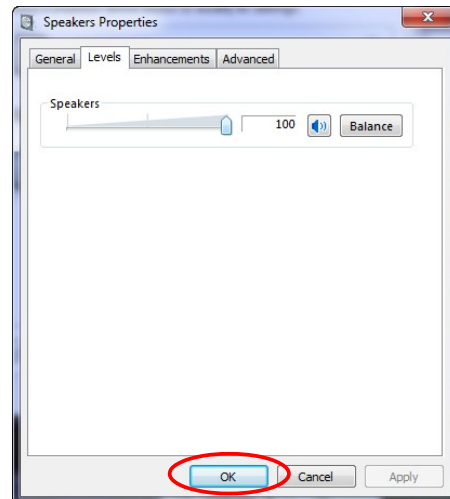 Speakers Properties
General Levels Enhancements Advanced
Speakers
100 Balance
OK Cancel Apply